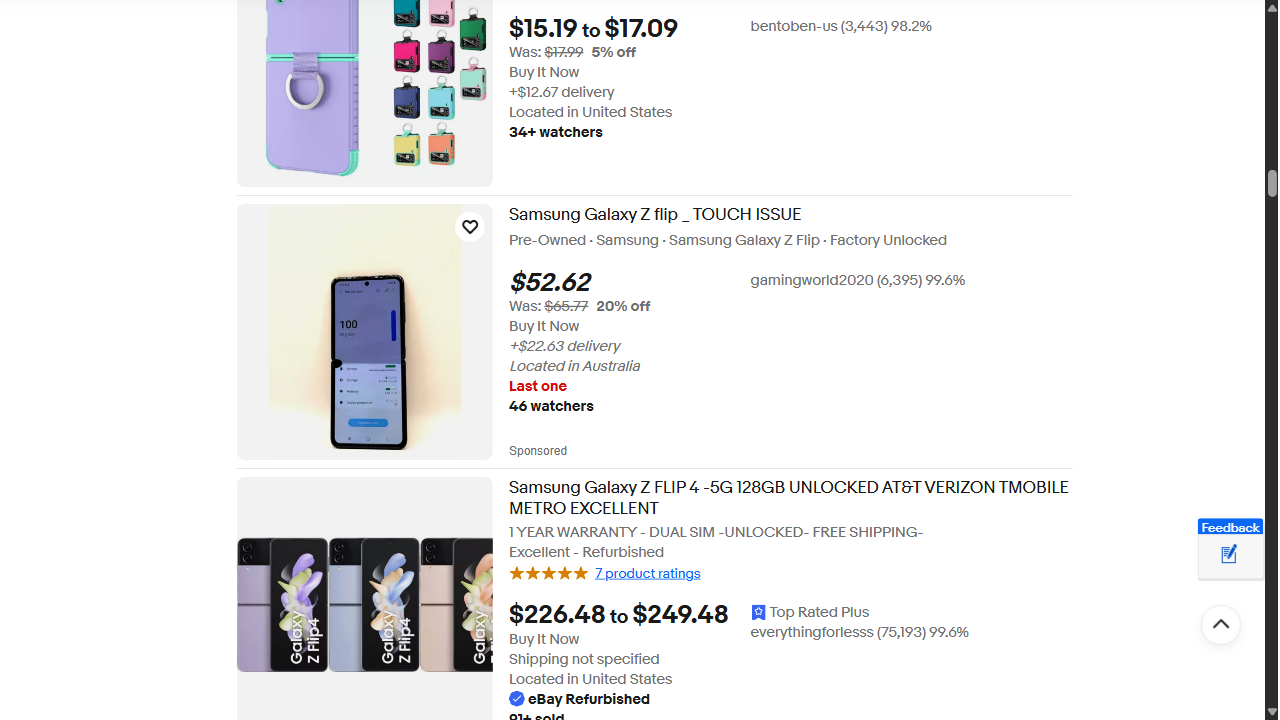 $15.19 to $17.09
Was: $17.99 5% off
Buy It Now
+$12.67 delivery
Located in United States
34+ watchers
bentoben-us (3,443) 98.2%
Samsung Galaxy Z flip _ TOUCH ISSUE
Pre-Owned · Samsung · Samsung Galaxy Z Flip · Factory Unlocked
$52.62
Was: $65.77 20% off
Buy It Now
+$22.63 delivery
Located in Australia
Last one
46 watchers
gamingworld2020 (6,395) 99.6%
Sponsored
100
Samsung Galaxy Z FLIP 4 -5G 128GB UNLOCKED AT&T VERIZON TMOBILE
METRO EXCELLENT
1 YEAR WARRANTY - DUAL SIM -UNLOCKED- FREE SHIPPING-
Excellent - Refurbished
7 product ratings
$226.48 to $249.48
Buy It Now
Shipping not specified
Located in United States
eBay Refurbished
91+ sold
Top Rated Plus
everythingforlesss (75,193) 99.6%
Galaxy
Z Flip4
Galaxy
Z Flip4
Galaxy
Feedback